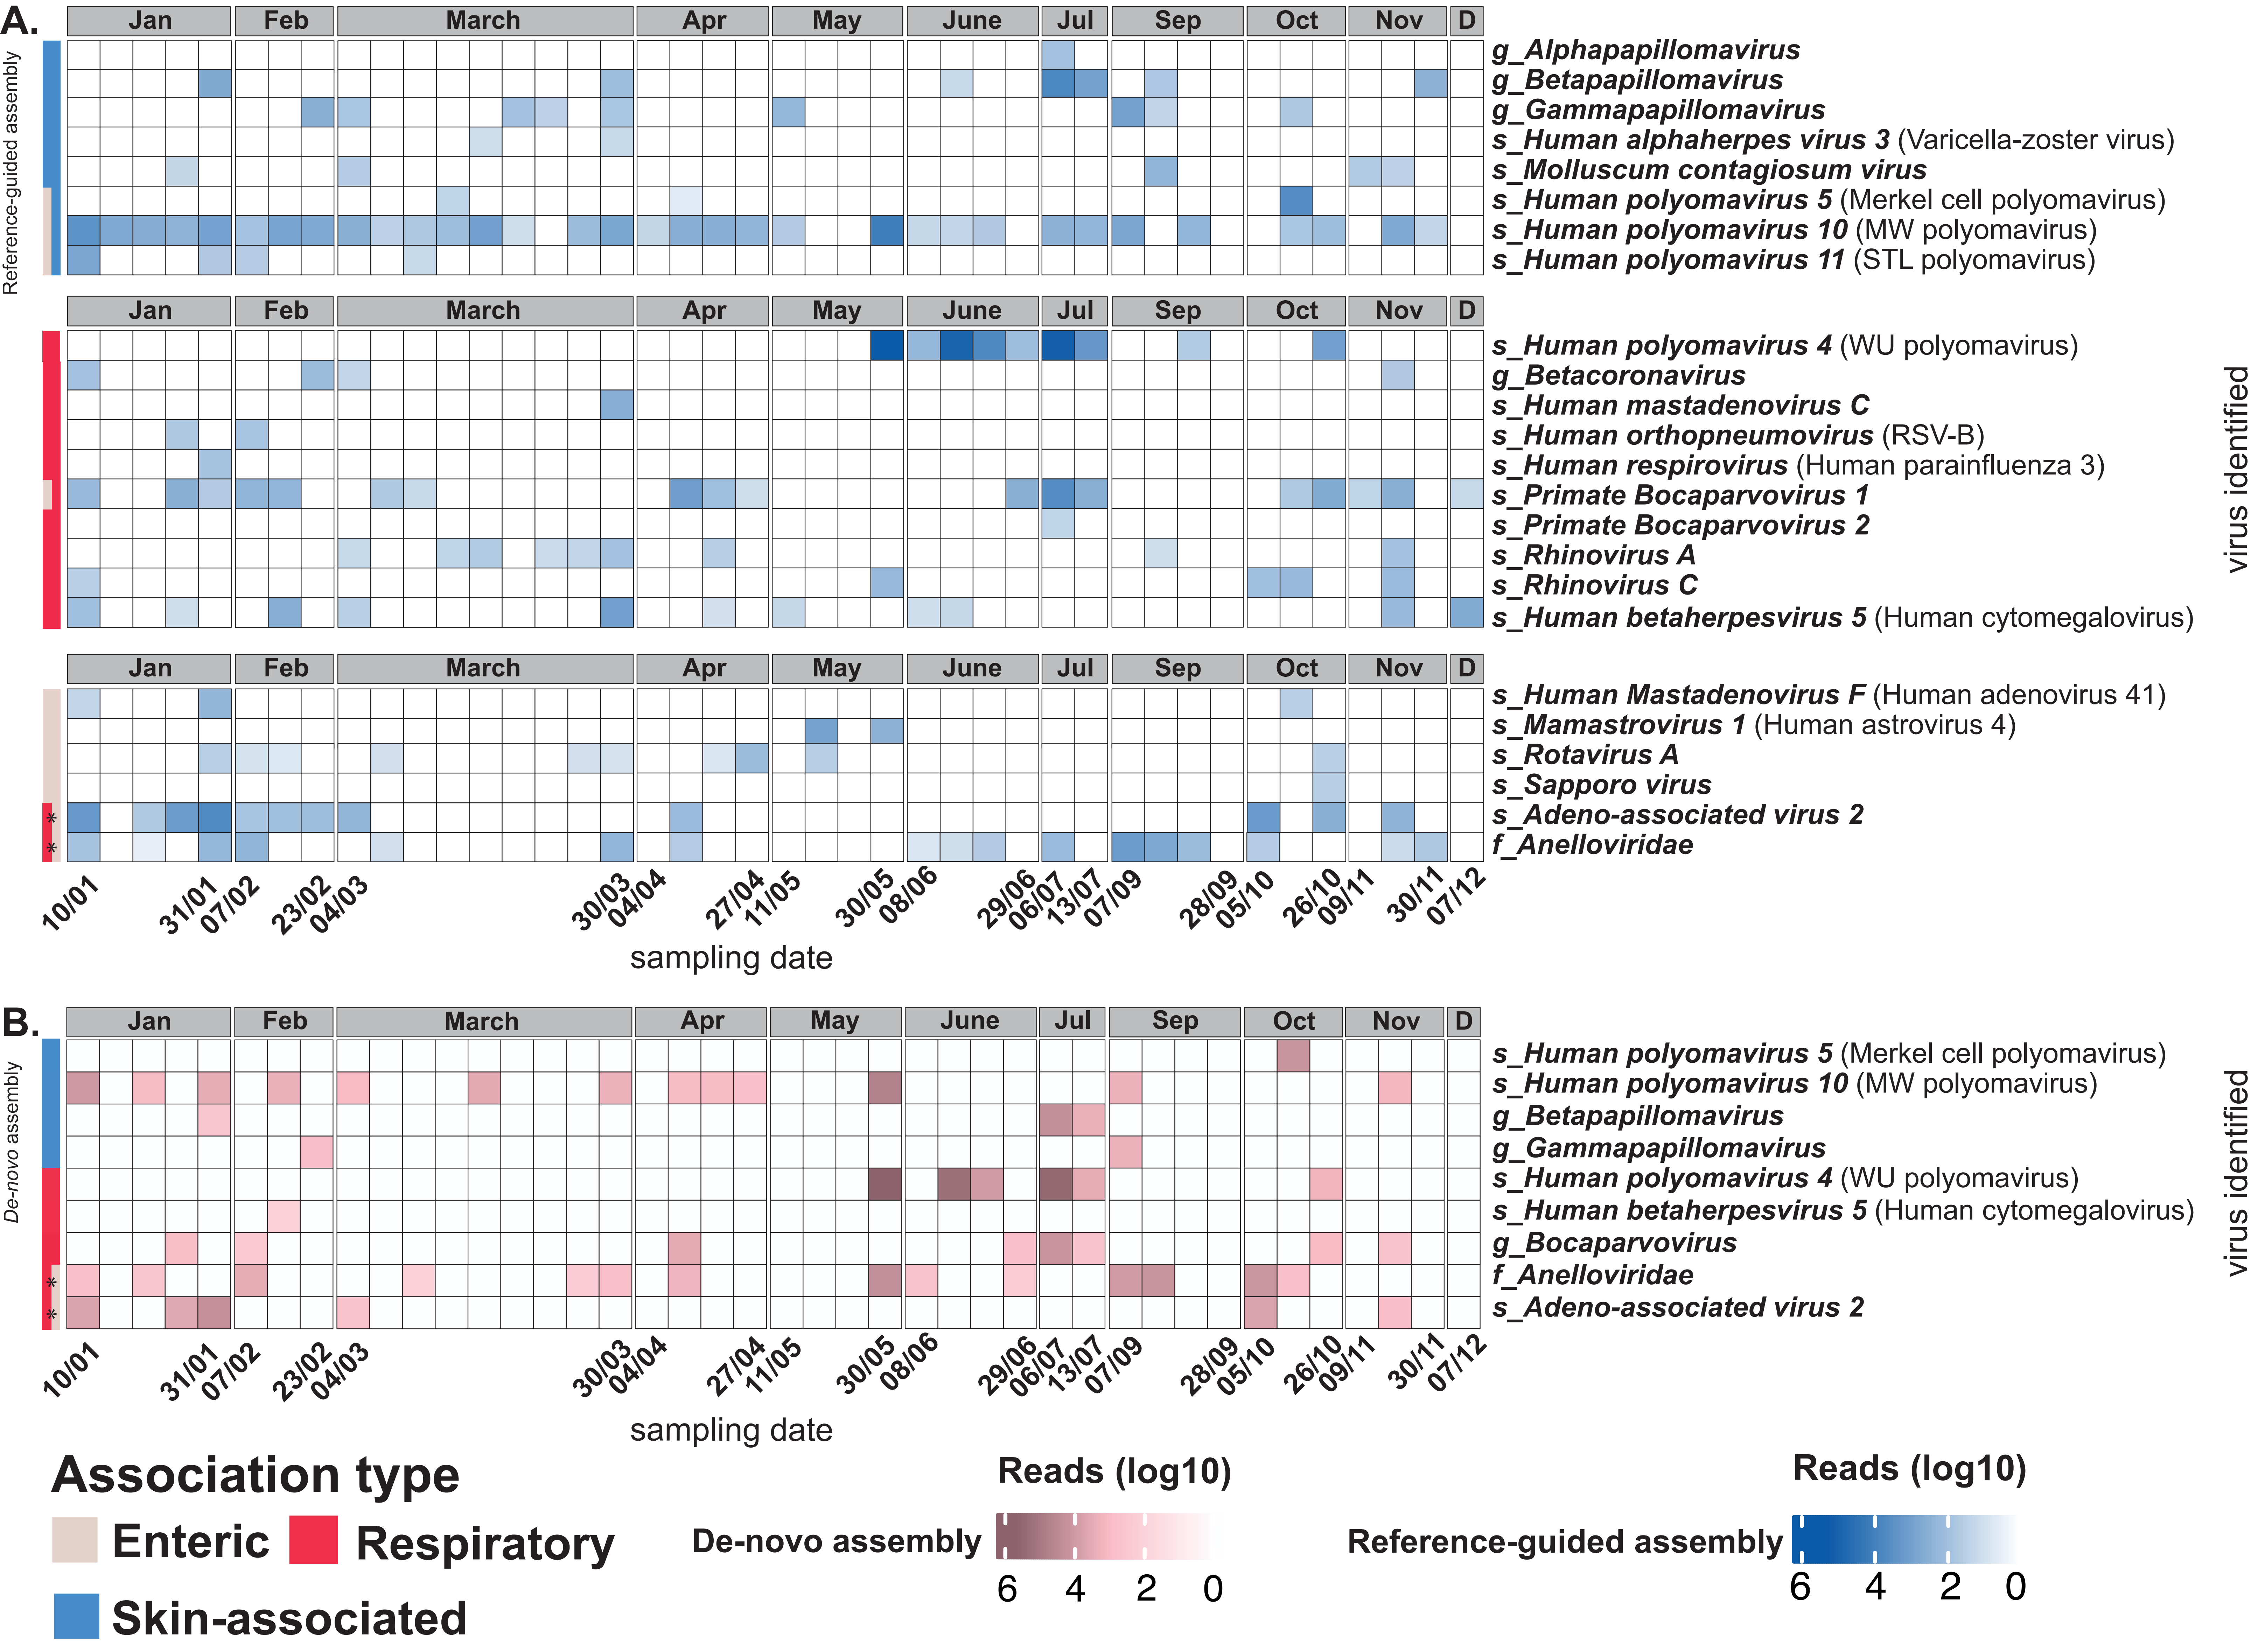 A.
Jan Feb March Apr May June Jul Sep Oct Nov D
Reference-guided assembly
g_Alphapapillomavirus
g_Betapapillomavirus
g_Gammapapillomavirus
s_Human alphaherpes virus 3 (Varicella-zoster virus)
s_Molluscum contagiosum virus
s_Human polyomavirus 5 (Merkel cell polyomavirus)
s_Human polyomavirus 10 (MW polyomavirus)
s_Human polyomavirus 11 (STL polyomavirus)
Jan Feb March Apr May June Jul Sep Oct Nov D
s_Human polyomavirus 4 (WU polyomavirus)
g_Betacoronavirus
s_Human mastadenovirus C
s_Human orthopneumovirus (RSV-B)
s_Human respirovirus (Human parainfluenza 3)
s_Primate Bocaparvovirus 1
s_Primate Bocaparvovirus 2
s_Rhinovirus A
s_Rhinovirus C
s_Human betaherpesvirus 5 (Human cytomegalovirus)
virus identified
Jan Feb March Apr May June Jul Sep Oct Nov D
s_Human Mastadenovirus F (Human adenovirus 41)
s_Mamastrovirus 1 (Human astrovirus 4)
s_Rotavirus A
s_Sapporo virus
* s_Adeno-associated virus 2
* f_Anelloviridae
10/01 31/01 07/02 23/02 04/03 30/03 04/04 27/04 11/05 30/05 08/06 29/06 06/07 13/07 07/09 28/09 05/10 26/10 09/11 30/11 07/12
sampling date
B.
Jan Feb March Apr May June Jul Sep Oct Nov D
De-novo assembly
s_Human polyomavirus 5 (Merkel cell polyomavirus)
s_Human polyomavirus 10 (MW polyomavirus)
g_Betapapillomavirus
g_Gammapapillomavirus
s_Human polyomavirus 4 (WU polyomavirus)
s_Human betaherpesvirus 5 (Human cytomegalovirus)
g_Bocaparvovirus
* f_Anelloviridae
* s_Adeno-associated virus 2
virus identified
10/01 31/01 07/02 23/02 04/03 30/03 04/04 27/04 11/05 30/05 08/06 29/06 06/07 13/07 07/09 28/09 05/10 26/10 09/11 30/11 07/12
sampling date
Association type
Enteric Respiratory
Skin-associated
Reads (log10)
De-novo assembly
6 4 2 0
Reads (log10)
Reference-guided assembly
6 4 2 0